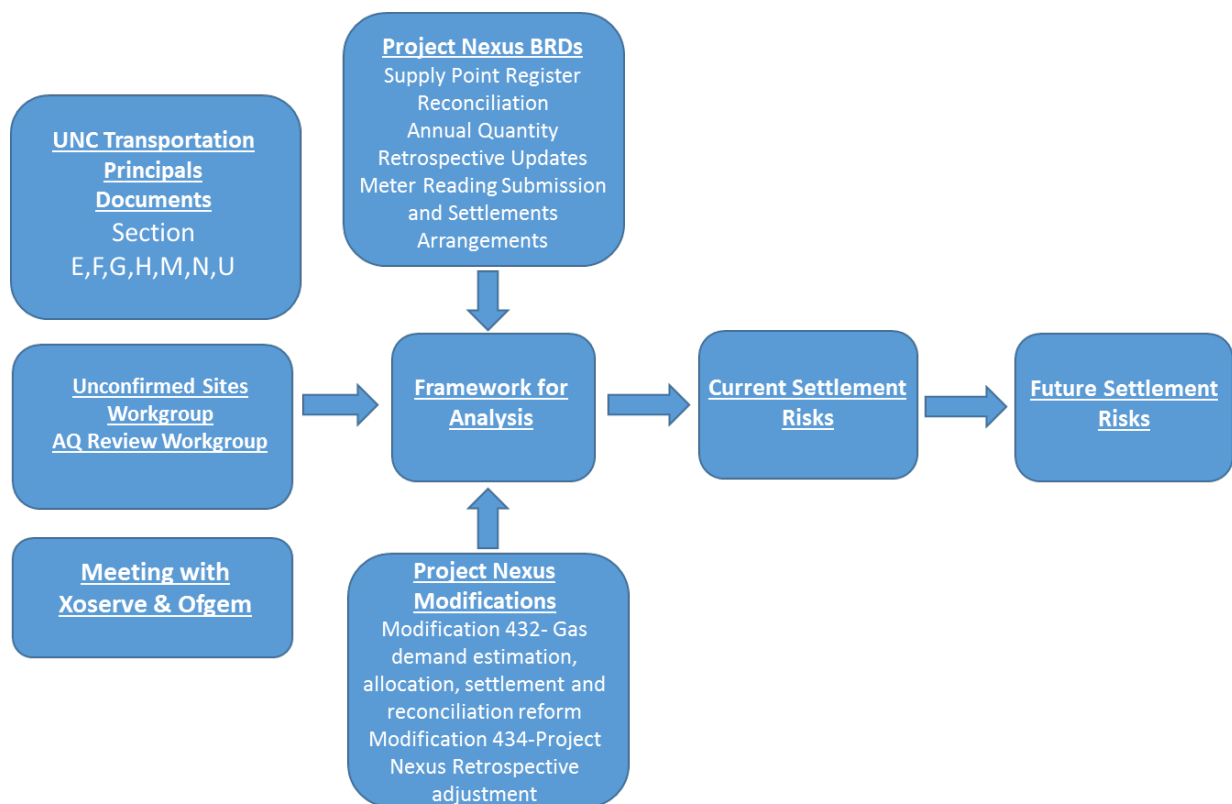 UNC Transportation
Principals
Documents
Section
E,F,G,H,M,N,U
Project Nexus BRDs
Supply Point Register
Reconciliation
Annual Quantity
Retrospective Updates
Meter Reading Submission
and Settlements
Arrangements
Unconfirmed Sites
Workgroup
AQ Review Workgroup
Framework for
Analysis
Current Settlement
Risks
Future Settlement
Risks
Meeting with
Xoserve & Ofgem
Project Nexus
Modifications
Modification 432- Gas
demand estimation,
allocation, settlement and
reconciliation reform
Modification 434-Project
Nexus Retrospective
adjustment